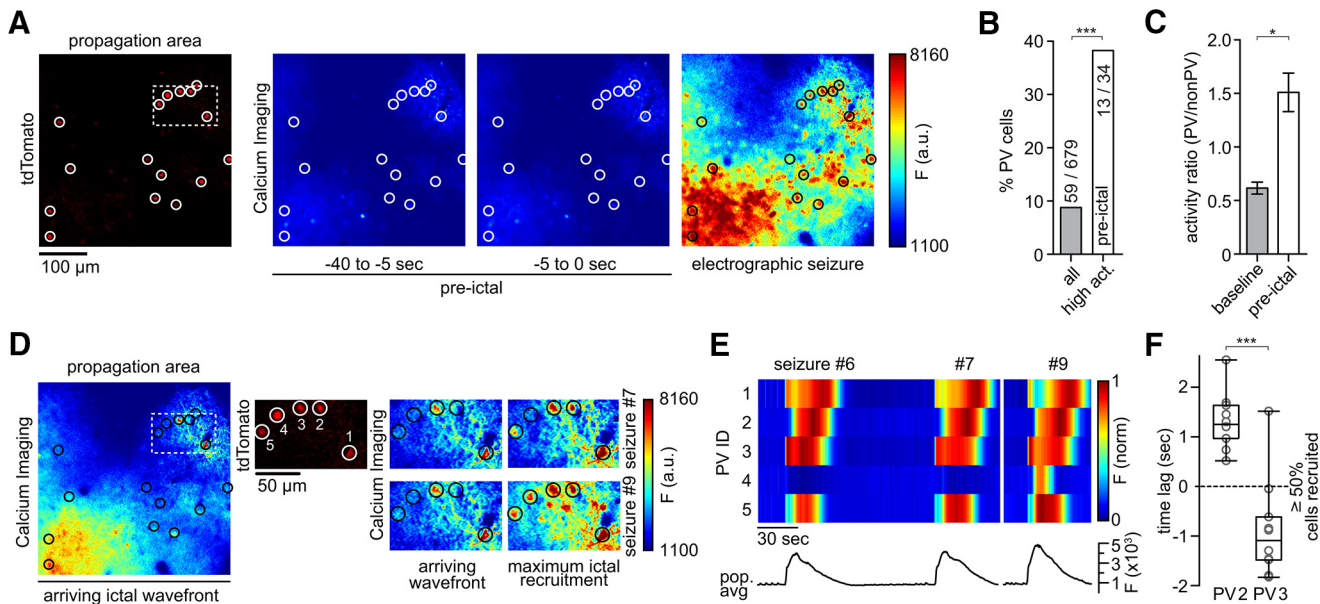 A
propagation area
tdTomato
100 µm
Calcium Imaging
-40 to -5 sec
-5 to 0 sec
electrographic seizure
pre-ictal
8160
F (a.u.)
1100
B
***
% PV cells
40
30
20
10
0
59 / 679
13 / 34
pre-ictal
all
high act.
C
*
activity ratio (PV/nonPV)
2.0
1.5
1.0
0.5
0.0
baseline
pre-ictal
D
propagation area
Calcium Imaging
arriving ictal wavefront
tdTomato
5
4
3
2
1
50 µm
Calcium Imaging
arriving
wavefront
maximum ictal
recruitment
seizure #7
seizure #9
8160
F (a.u.)
1100
E
seizure #6
#7
#9
PV ID
1
2
3
4
5
30 sec
1
F (norm)
0
pop.
avg
5
3
1
F (x10³)
F
***
time lag (sec)
2
1
0
-1
-2
PV2
PV3
≥ 50%
cells recruited